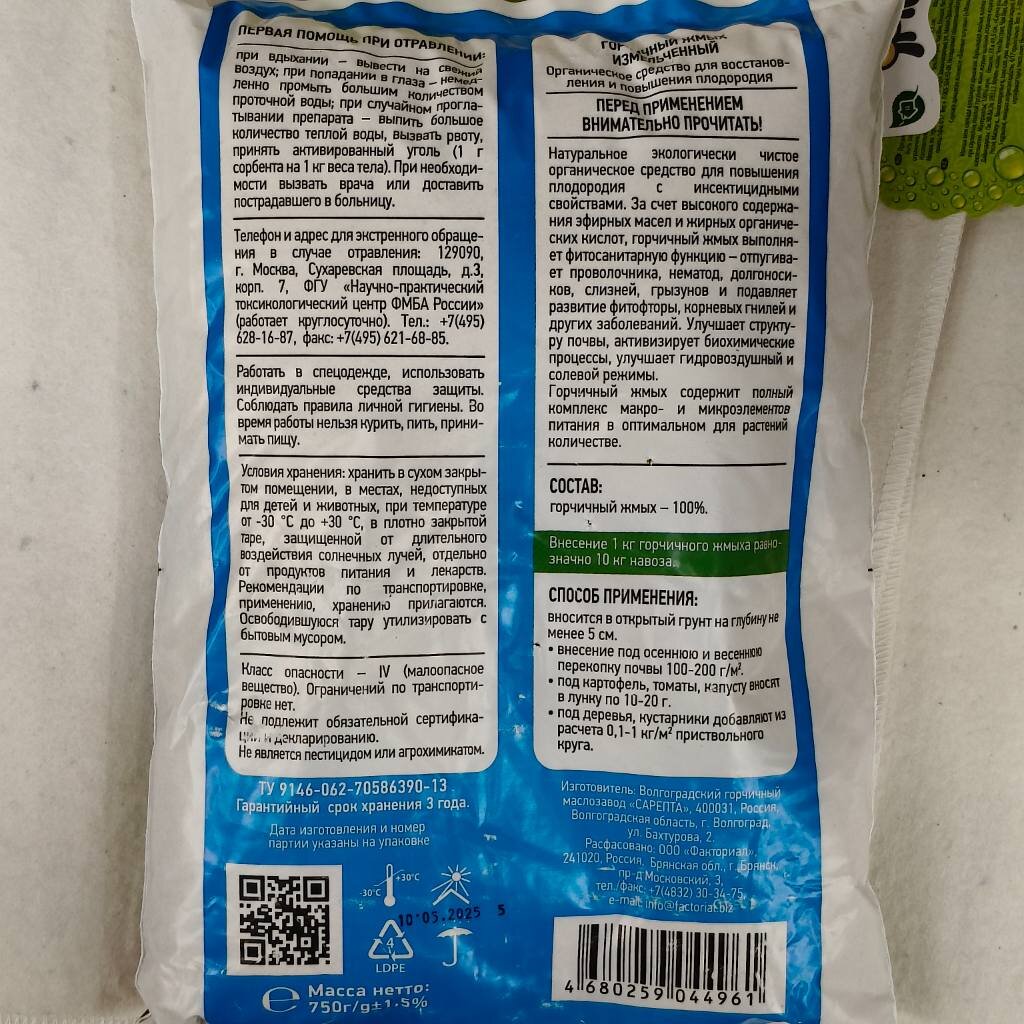 ПЕРВАЯ ПОМОЩЬ ПРИ ОТРАВЛЕНИИ:
при вдыхании – вывести на свежий
воздух; при попадании в глаза – немед-
ленно промыть большим количеством
проточной воды; при случайном прогла-
тывании препарата – выпить большое
количество теплой воды, вызвать рвоту,
принять активированный уголь (1 г
сорбента на 1 кг веса тела). При необходи-
мости вызвать врача или доставить
пострадавшего в больницу.
Телефон и адрес для экстренного обраще-
ния в случае отравления: 129090,
г. Москва, Сухаревская площадь, д.3,
корп. 7, ФГУ «Научно-практический
токсикологический центр ФМБА России»
(работает круглосуточно). Тел.: +7(495)
628-16-87, факс: +7(495) 621-68-85.
Работать в спецодежде, использовать
индивидуальные средства защиты.
Соблюдать правила личной гигиены. Во
время работы нельзя курить, пить, прини-
мать пищу.
Условия хранения: хранить в сухом закры-
том помещении, в местах, недоступных
для детей и животных, при температуре
от -30 °C до +30 °C, в плотно закрытой
таре, защищенной от длительного
воздействия солнечных лучей, отдельно
от продуктов питания и лекарств.
Рекомендации по транспортировке,
применению, хранению прилагаются.
Освободившуюся тару утилизировать с
бытовым мусором.
Класс опасности – IV (малоопасное
вещество). Ограничений по транспорти-
ровке нет.
Не подлежит обязательной сертифика-
ции и декларированию.
Не является пестицидом или агрохимикатом.
ТУ 9146-062-70586390-13
Гарантийный срок хранения 3 года.
Дата изготовления и номер
партии указаны на упаковке
-30°C +30°C
10 05.2025 5
4
LDPE
Масса нетто:
750г/g±1.5%
ГОРЧИЧНЫЙ ЖМЫХ
ИЗМЕЛЬЧЕННЫЙ
Органическое средство для восстанов-
ления и повышения плодородия
ПЕРЕД ПРИМЕНЕНИЕМ
ВНИМАТЕЛЬНО ПРОЧИТАТЬ!
Натуральное экологически чистое
органическое средство для повышения
плодородия с инсектицидными
свойствами. За счет высокого содержа-
ния эфирных масел и жирных органиче-
ских кислот, горчичный жмых выполня-
ет фитосанитарную функцию – отпугива-
ет проволочника, нематод, долгоноси-
ков, слизней, грызунов и подавляет
развитие фитофторы, корневых гнилей и
других заболеваний. Улучшает структу-
ру почвы, активизирует биохимические
процессы, улучшает гидровоздушный и
солевой режимы.
Горчичный жмых содержит полный
комплекс макро- и микроэлементов
питания в оптимальном для растений
количестве.
СОСТАВ:
горчичный жмых – 100%.
Внесение 1 кг горчичного жмыха равно-
значно 10 кг навоза.
СПОСОБ ПРИМЕНЕНИЯ:
вносится в открытый грунт на глубину не
менее 5 см.
• внесение под осеннюю и весеннюю
перекопку почвы 100-200 г/м².
• под картофель, томаты, капусту вносят
в лунку по 10-20 г.
• под деревья, кустарники добавляют из
расчета 0,1-1 кг/м² приствольного
круга.
Изготовитель: Волгоградский горчичный
маслозавод «САРЕПТА», 400031, Россия,
Волгоградская область, г. Волгоград,
ул. Бахтурова, 2.
Расфасовано: ООО «Факториал»,
241020, Россия, Брянская обл., г. Брянск,
пр-д Московский, 3,
тел./факс: +7(4832) 30-34-75,
e-mail: info@factorial.biz
4 680259 044961